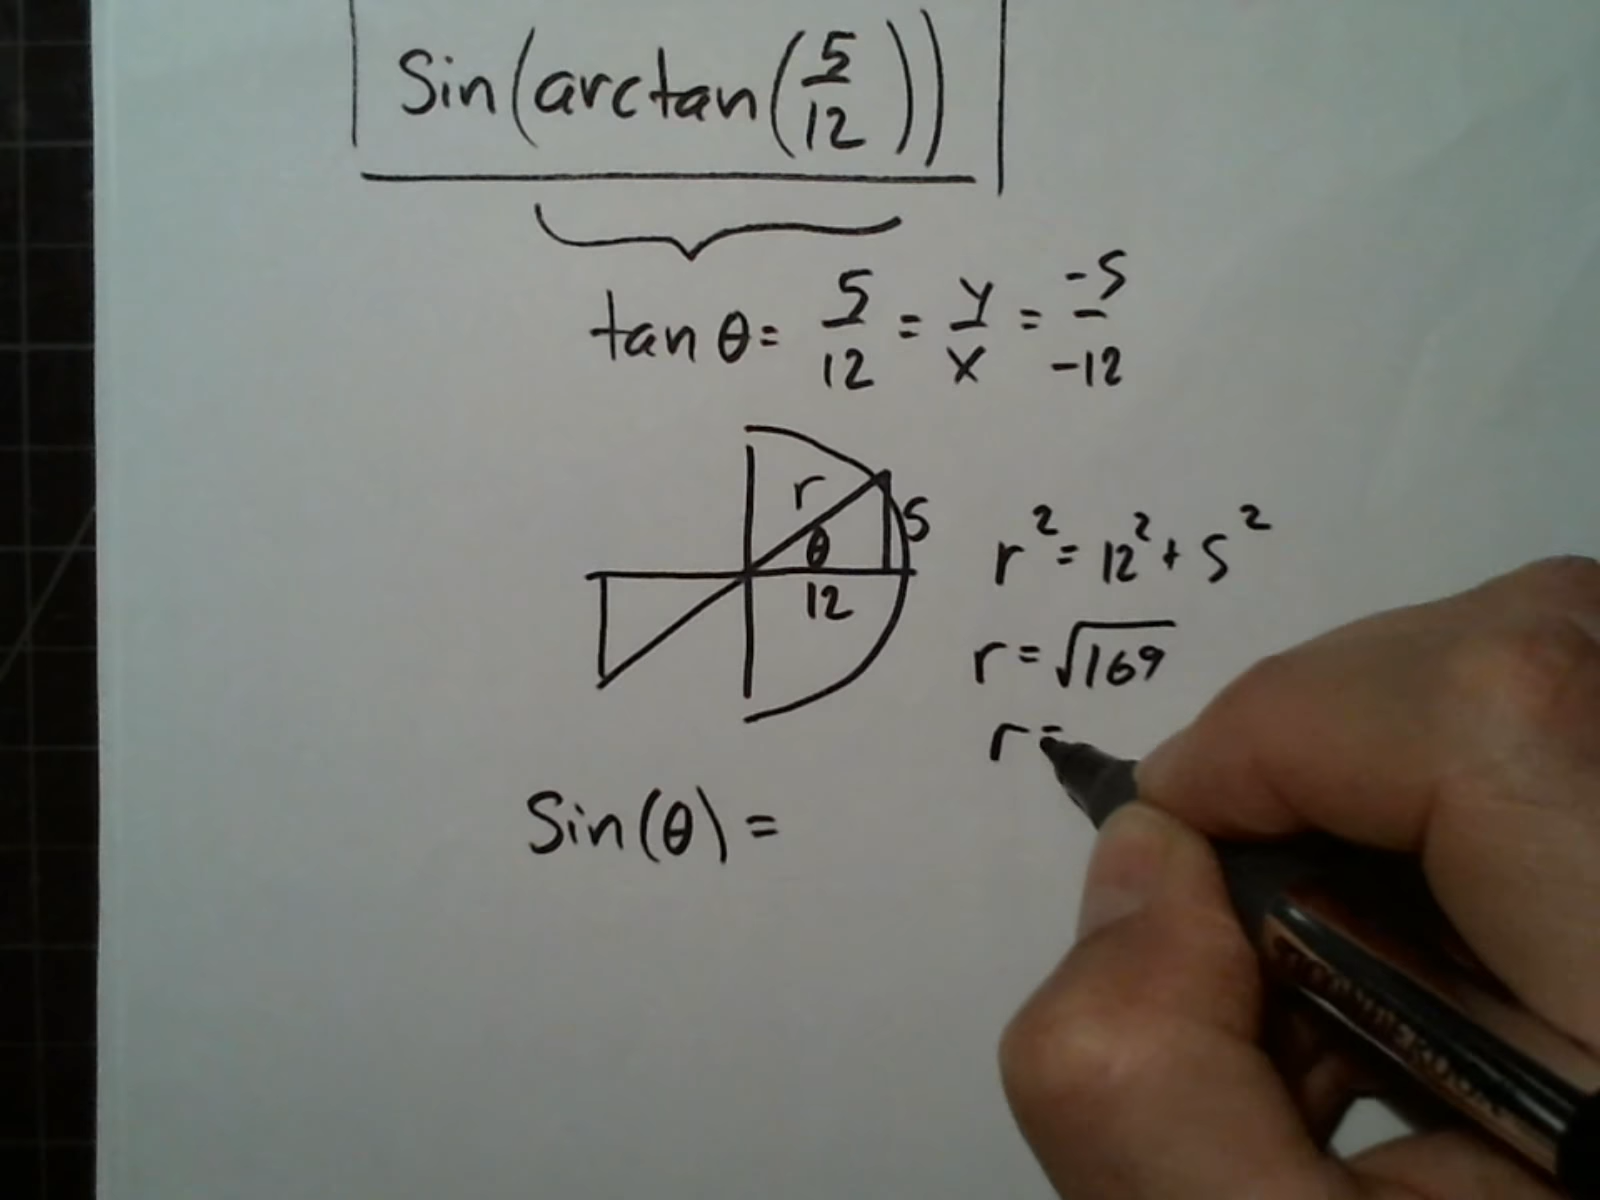 Sin(arctan(5/12))
tan θ = 5/12 = y/x = -5/-12
r
5
θ
12
r² = 12² + 5²
r = √169
r =
Sin(θ) =